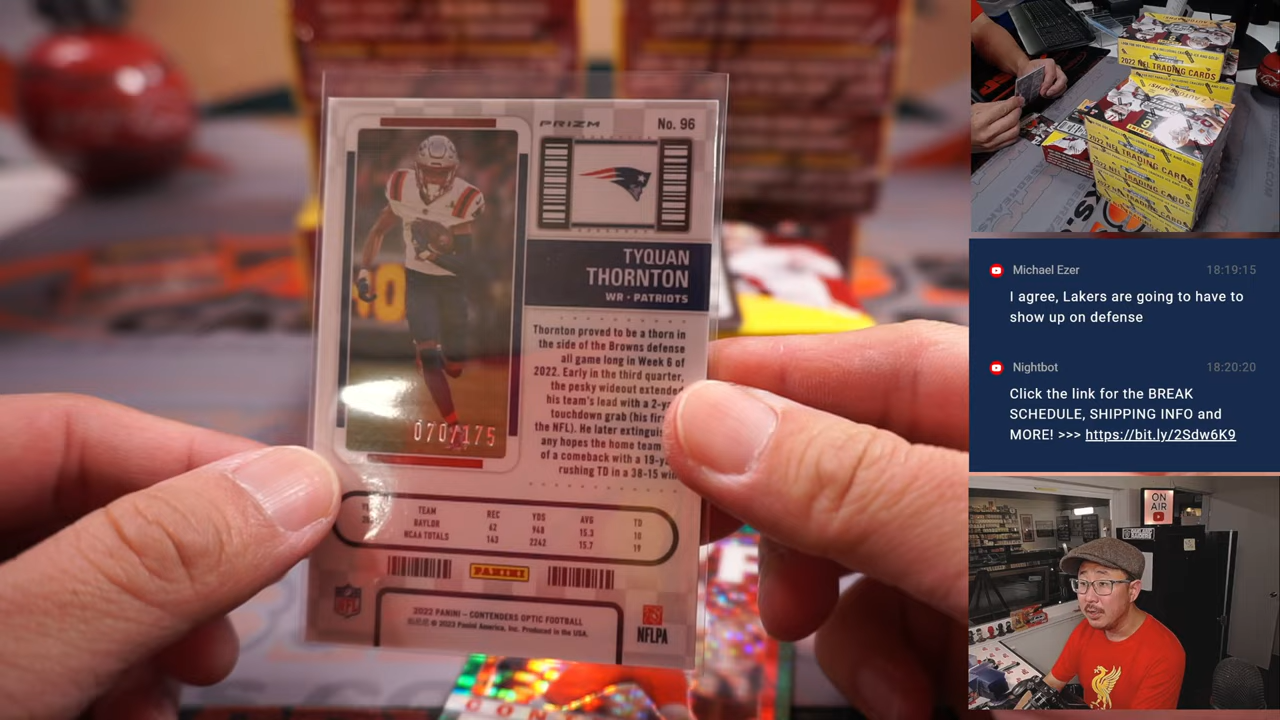 PRIZM
No. 96
TYQUAN
THORNTON
WR · PATRIOTS
Thornton proved to be a thorn in
the side of the Browns defense
all game long in Week 6 of
2022. Early in the third quarter,
the pesky wideout extended
his team's lead with a 2-ya
touchdown grab (his firs
the NFL). He later extinguis
any hopes the home team
of a comeback with a 19-ya
rushing TD in a 38-15 win
070/175
TEAM REC YDS AVG TD
BAYLOR 62 948 15.3 10
NCAA TOTALS 143 2242 15.7 19
PANINI
2022 PANINI – CONTENDERS OPTIC FOOTBALL
© 2023 Panini America, Inc. Produced in the USA.
NFL
NFLPA
2022 NFL TRADING CARDS
2022 NFL TRADING CARDS
Michael Ezer 18:19:15
I agree, Lakers are going to have to
show up on defense
Nightbot 18:20:20
Click the link for the BREAK
SCHEDULE, SHIPPING INFO and
MORE! >>> https://bit.ly/2Sdw6K9
ON
AIR